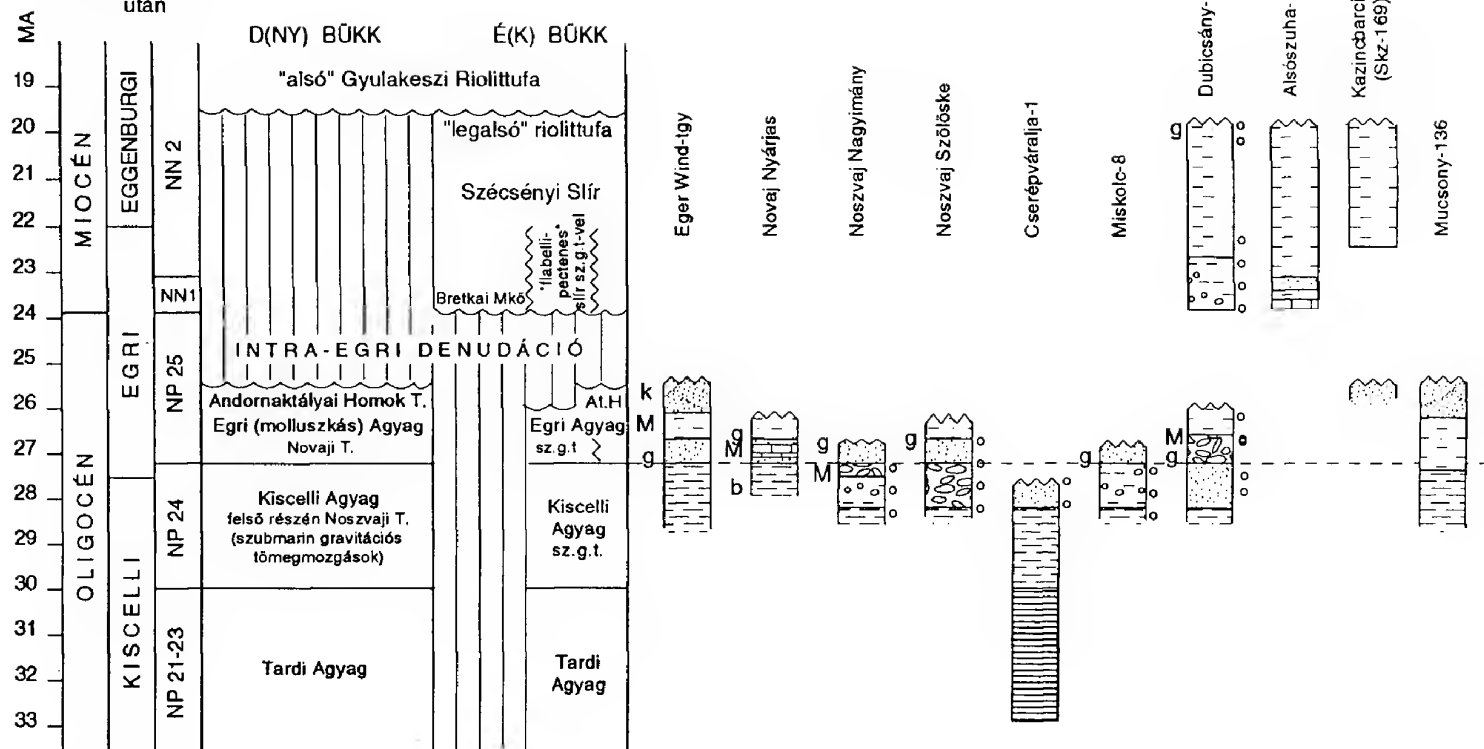 után
MA
D(NY) BÜKK
É(K) BÜKK
19
20
21
22
23
24
25
26
27
28
29
30
31
32
33
MIOCÉN
OLIGOCÉN
EGGENBURGI
EGRI
KISCELLI
NN 2
NN1
NP 25
NP 24
NP 21-23
"alsó" Gyulakeszi Riolittufa
"legalsó" riolittufa
Szécsényi Slír
"flabelli-
pectenes"
slír sz.g.t-vel
Bretkai Mkő
INTRA-EGRI DENUDÁCIÓ
Andornaktályai Homok T.
Egri (molluszkás) Agyag
Novaji T.
At.H
Egri Agyag
sz.g.t
Kiscelli Agyag
felső részén Noszvaji T.
(szubmarin gravitációs
tömegmozgások)
Kiscelli
Agyag
sz.g.t.
Tardi Agyag
Tardi
Agyag
Eger Wind-tgy
Novaj Nyárjas
Noszvaj Nagyimány
Noszvaj Szőlőske
Cserépváralja-1
Miskolc-8
Dubicsány-
Alsószuha-
Kazincbarci
(Skz-169)
Mucsony-136
k
M
g
g
M
b
g
M
g
g
g
M
g